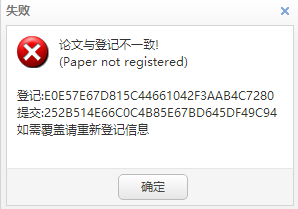 失败
论文与登记不一致!
(Paper not registered)
登记:E0E57E67D815C44661042F3AAB4C7280
提交:252B514E66C0C4B85E67BD645DF49C94
如需覆盖请重新登记信息
确定